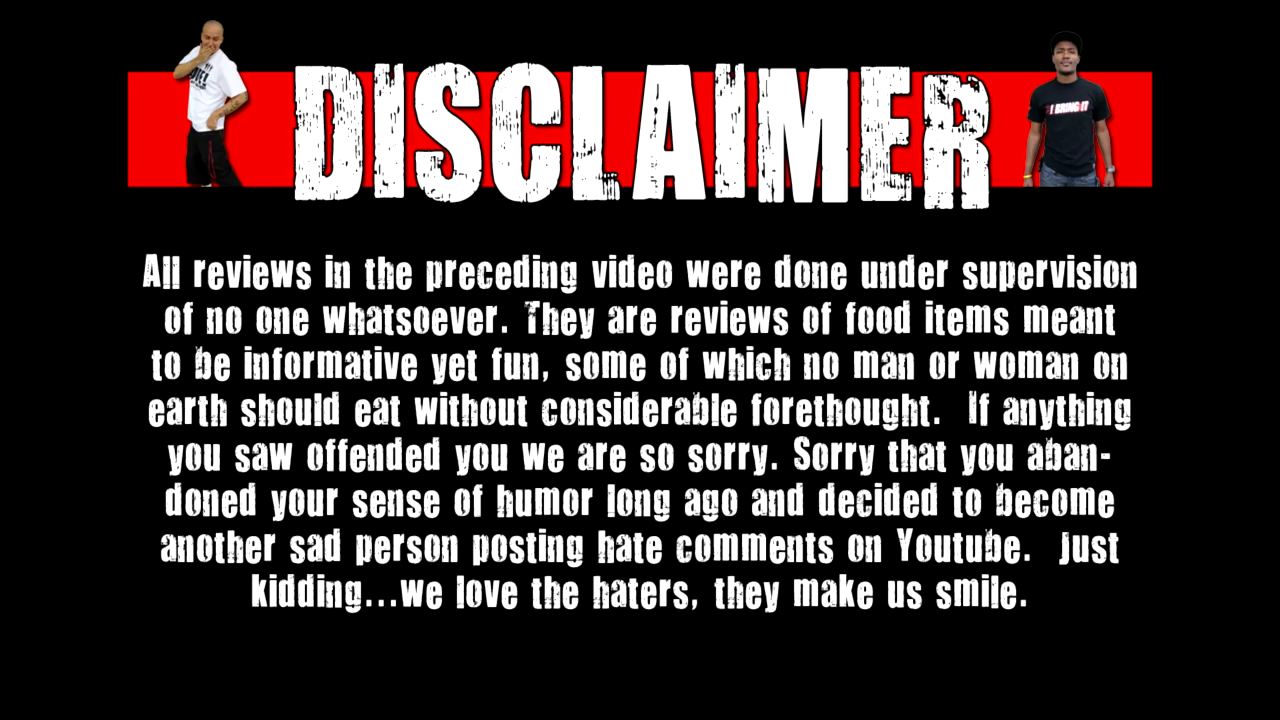 DISCLAIMER
I BRING IT
All reviews in the preceding video were done under supervision
of no one whatsoever. They are reviews of food items meant
to be informative yet fun, some of which no man or woman on
earth should eat without considerable forethought. If anything
you saw offended you we are so sorry. Sorry that you aban-
doned your sense of humor long ago and decided to become
another sad person posting hate comments on Youtube. Just
kidding...we love the haters, they make us smile.